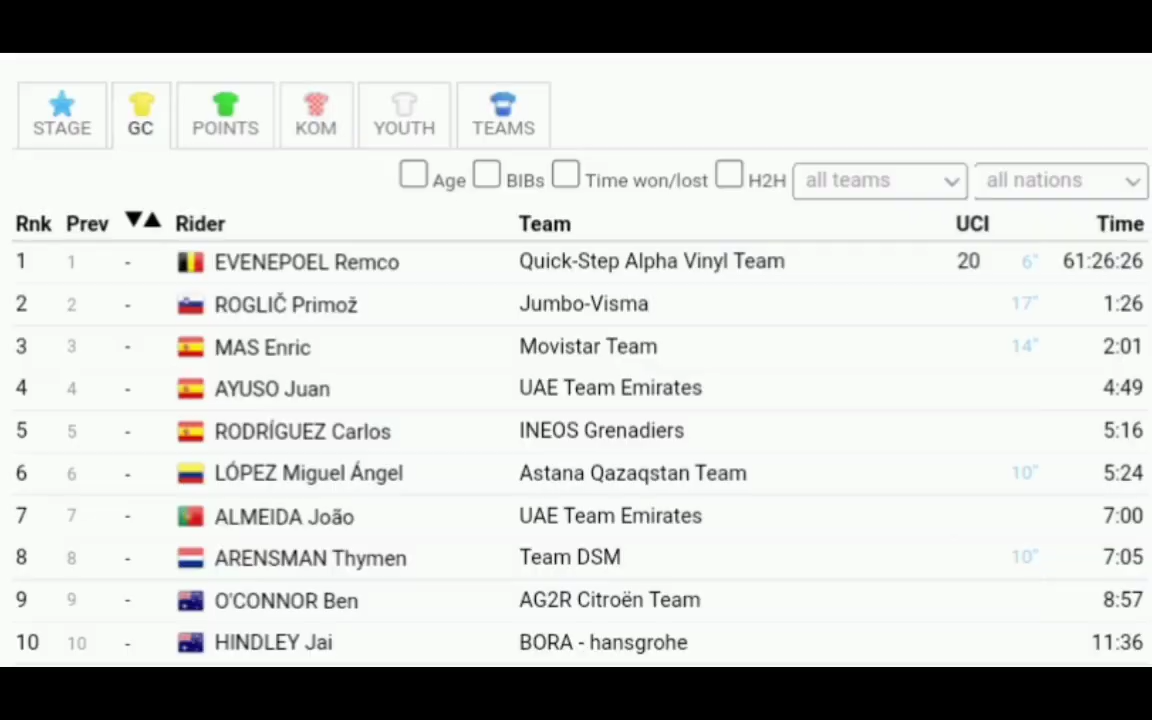 STAGE GC POINTS KOM YOUTH TEAMS
Age BIBs Time won/lost H2H all teams all nations
Rnk Prev ▼▲ Rider Team UCI Time
1 1 - EVENEPOEL Remco Quick-Step Alpha Vinyl Team 20 6" 61:26:26
2 2 - ROGLIČ Primož Jumbo-Visma 17" 1:26
3 3 - MAS Enric Movistar Team 14" 2:01
4 4 - AYUSO Juan UAE Team Emirates 4:49
5 5 - RODRÍGUEZ Carlos INEOS Grenadiers 5:16
6 6 - LÓPEZ Miguel Ángel Astana Qazaqstan Team 10" 5:24
7 7 - ALMEIDA João UAE Team Emirates 7:00
8 8 - ARENSMAN Thymen Team DSM 10" 7:05
9 9 - O'CONNOR Ben AG2R Citroën Team 8:57
10 10 - HINDLEY Jai BORA - hansgrohe 11:36